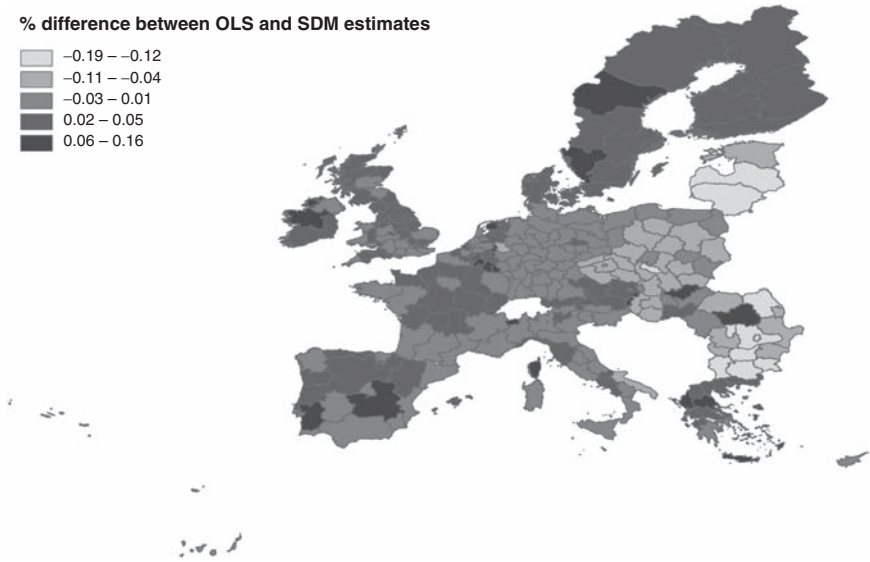 % difference between OLS and SDM estimates
−0.19 – −0.12
−0.11 – −0.04
−0.03 – 0.01
0.02 – 0.05
0.06 – 0.16